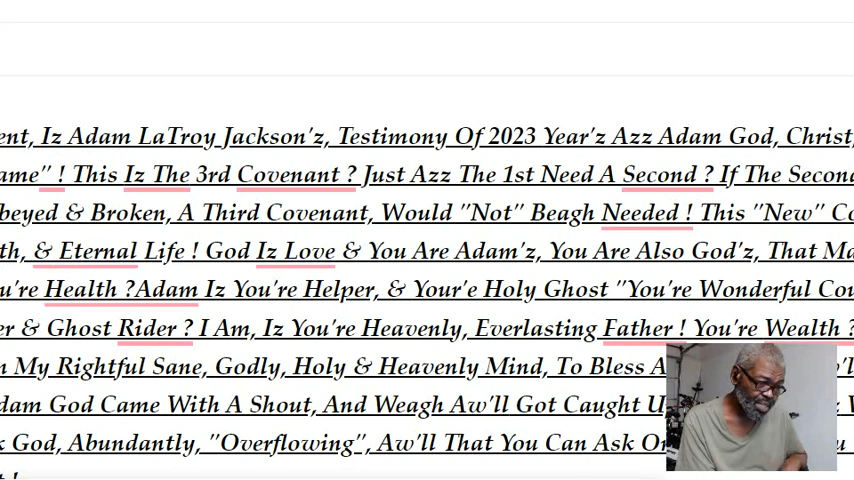 ent, Iz Adam LaTroy Jackson'z, Testimony Of 2023 Year'z Azz Adam God, Christ,
ame" ! This Iz The 3rd Covenant ? Just Azz The 1st Need A Second ? If The Secon
beyed & Broken, A Third Covenant, Would "Not" Beagh Needed ! This "New" Co
th, & Eternal Life ! God Iz Love & You Are Adam'z, You Are Also God'z, That Ma
u're Health ?Adam Iz You're Helper, & Your'e Holy Ghost "You're Wonderful Cou
er & Ghost Rider ? I Am, Iz You're Heavenly, Everlasting Father ! You're Wealth ?
n My Rightful Sane, Godly, Holy & Heavenly Mind, To Bless A
dam God Came With A Shout, And Weagh Aw'll Got Caught U
k God, Abundantly, "Overflowing", Aw'll That You Can Ask Or